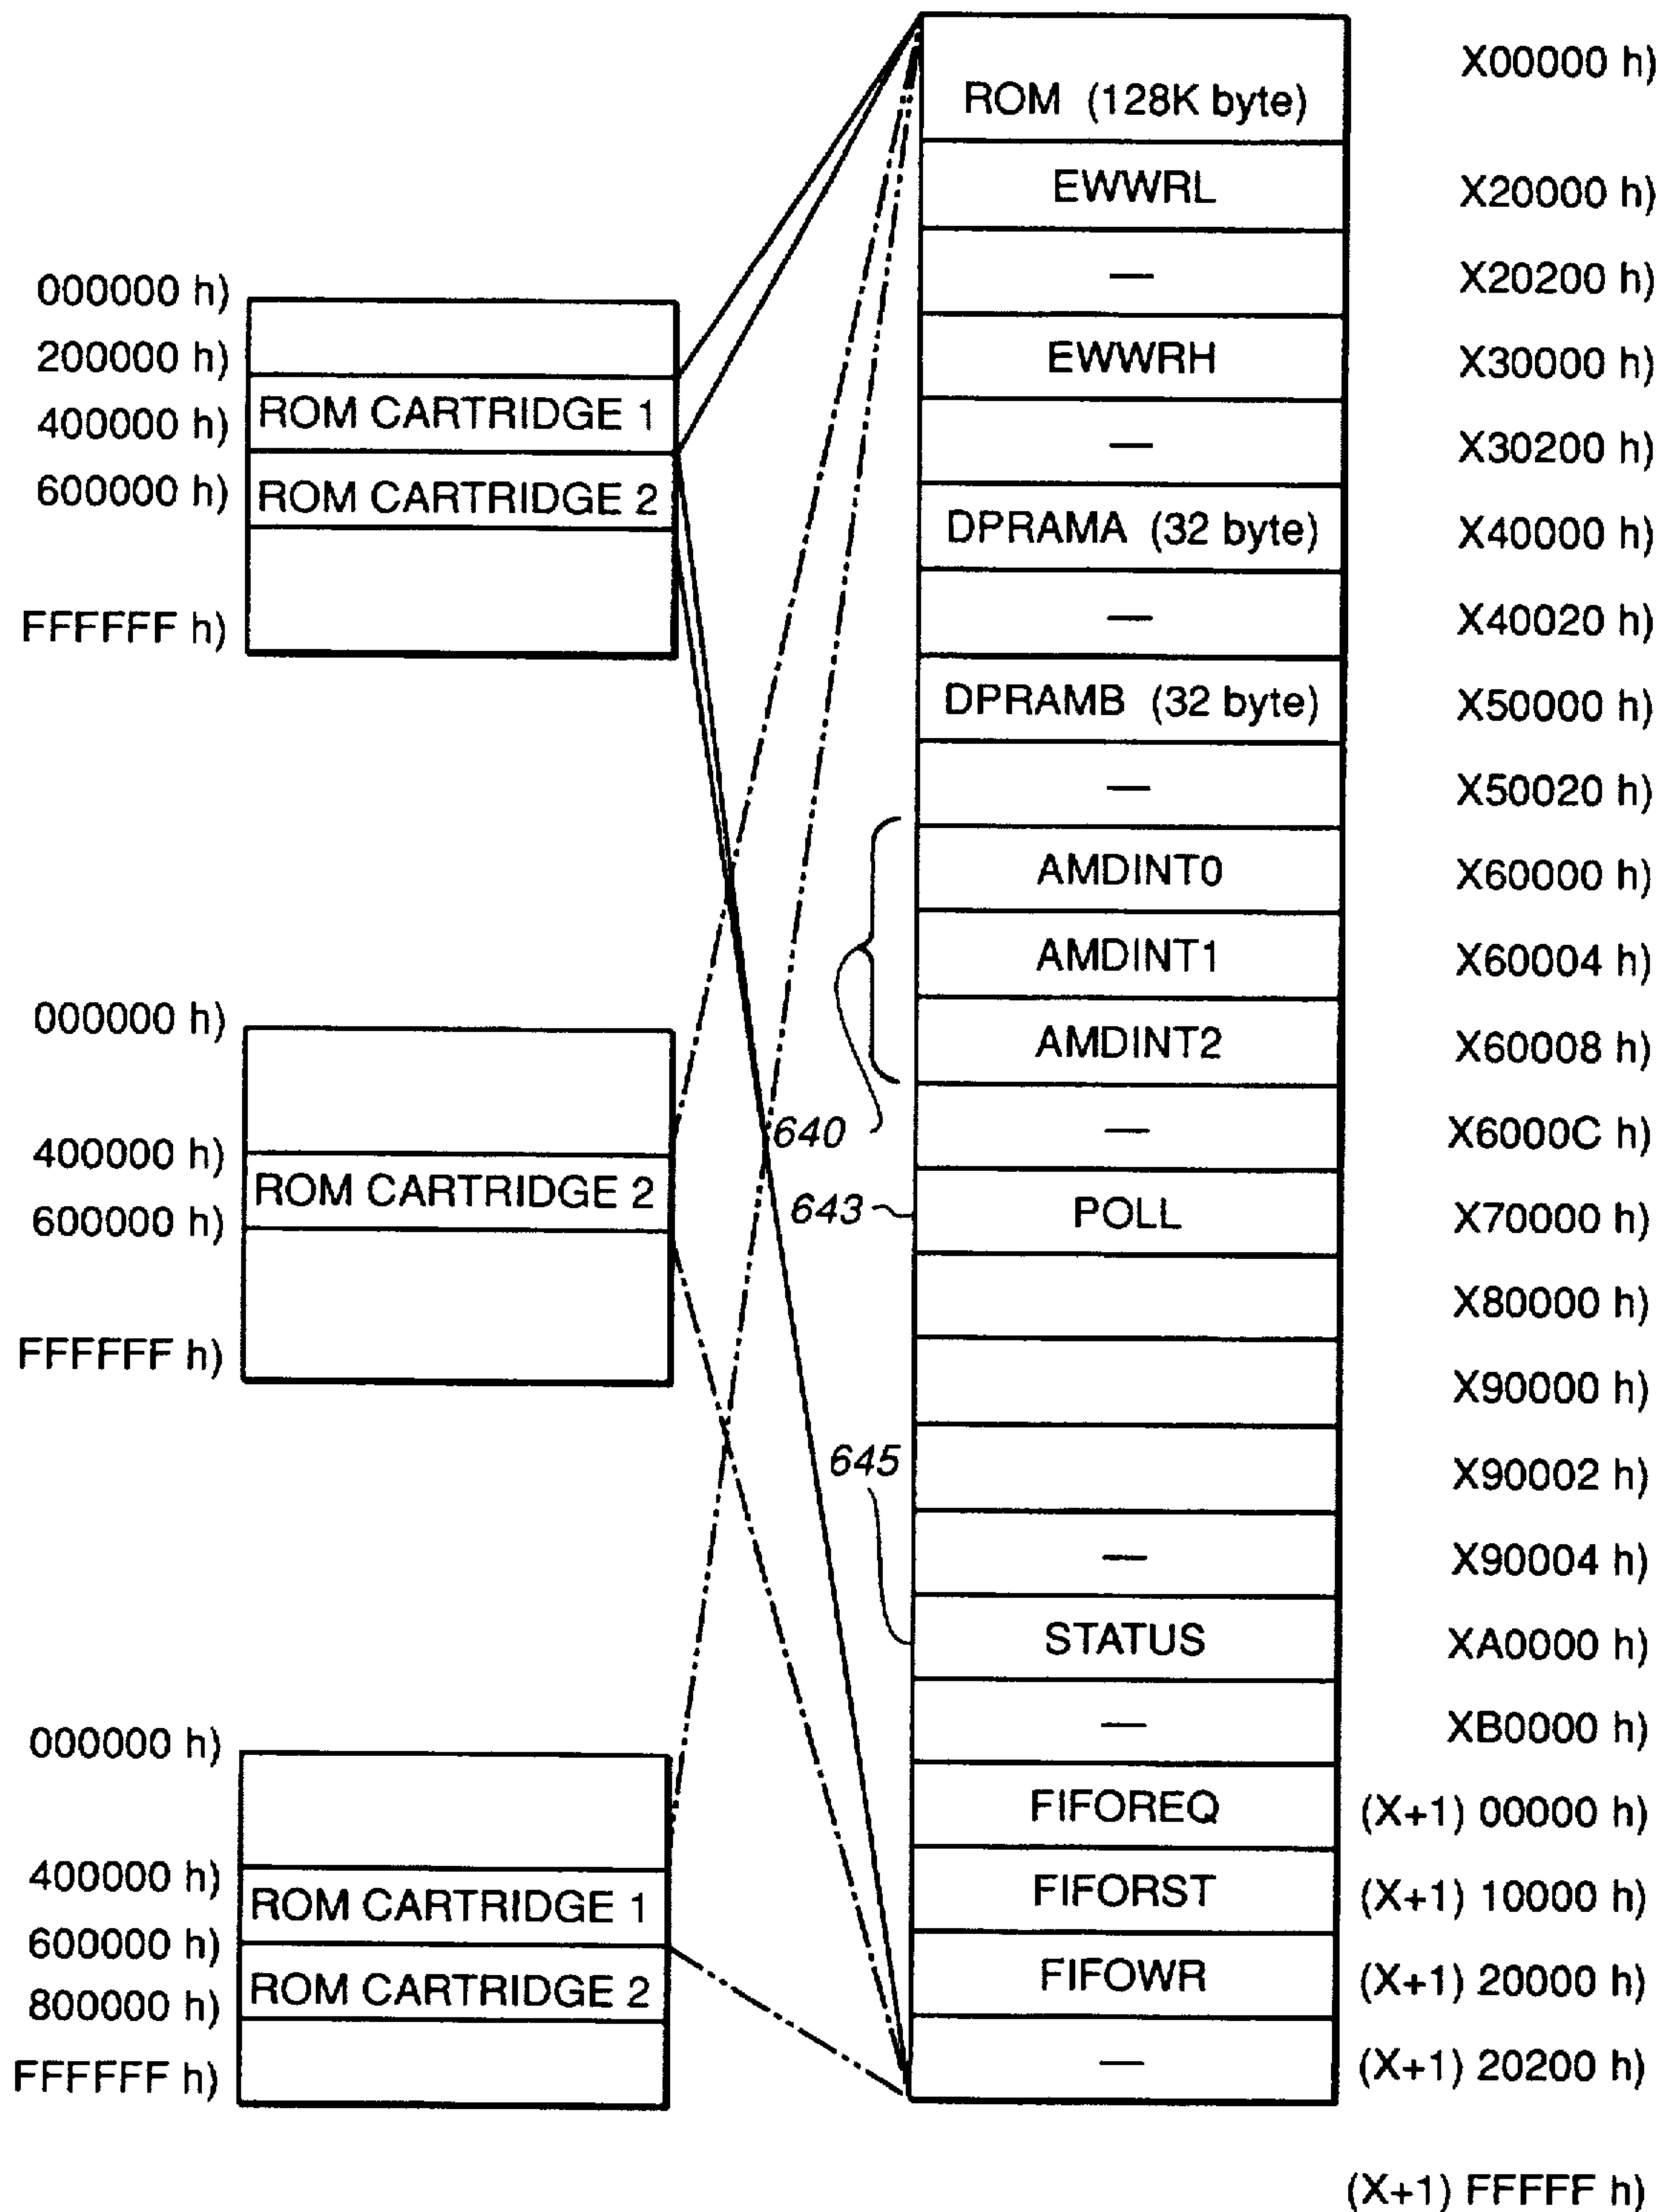 000000 h)
200000 h)
ROM CARTRIDGE 1
400000 h)
600000 h) ROM CARTRIDGE 2
FFFFFF h)
000000 h)
400000 h)
ROM CARTRIDGE 2
600000 h)
FFFFFF h)
000000 h)
400000 h)
ROM CARTRIDGE 1
600000 h)
ROM CARTRIDGE 2
800000 h)
FFFFFF h)
X00000 h)
ROM (128K byte)
EWWRL X20000 h)
— X20200 h)
EWWRH X30000 h)
— X30200 h)
DPRAMA (32 byte) X40000 h)
— X40020 h)
DPRAMB (32 byte) X50000 h)
— X50020 h)
AMDINT0 X60000 h)
AMDINT1 X60004 h)
AMDINT2 X60008 h)
640 — X6000C h)
643 POLL X70000 h)
X80000 h)
X90000 h)
645 X90002 h)
— X90004 h)
STATUS XA0000 h)
— XB0000 h)
FIFOREQ (X+1) 00000 h)
FIFORST (X+1) 10000 h)
FIFOWR (X+1) 20000 h)
— (X+1) 20200 h)
(X+1) FFFFF h)